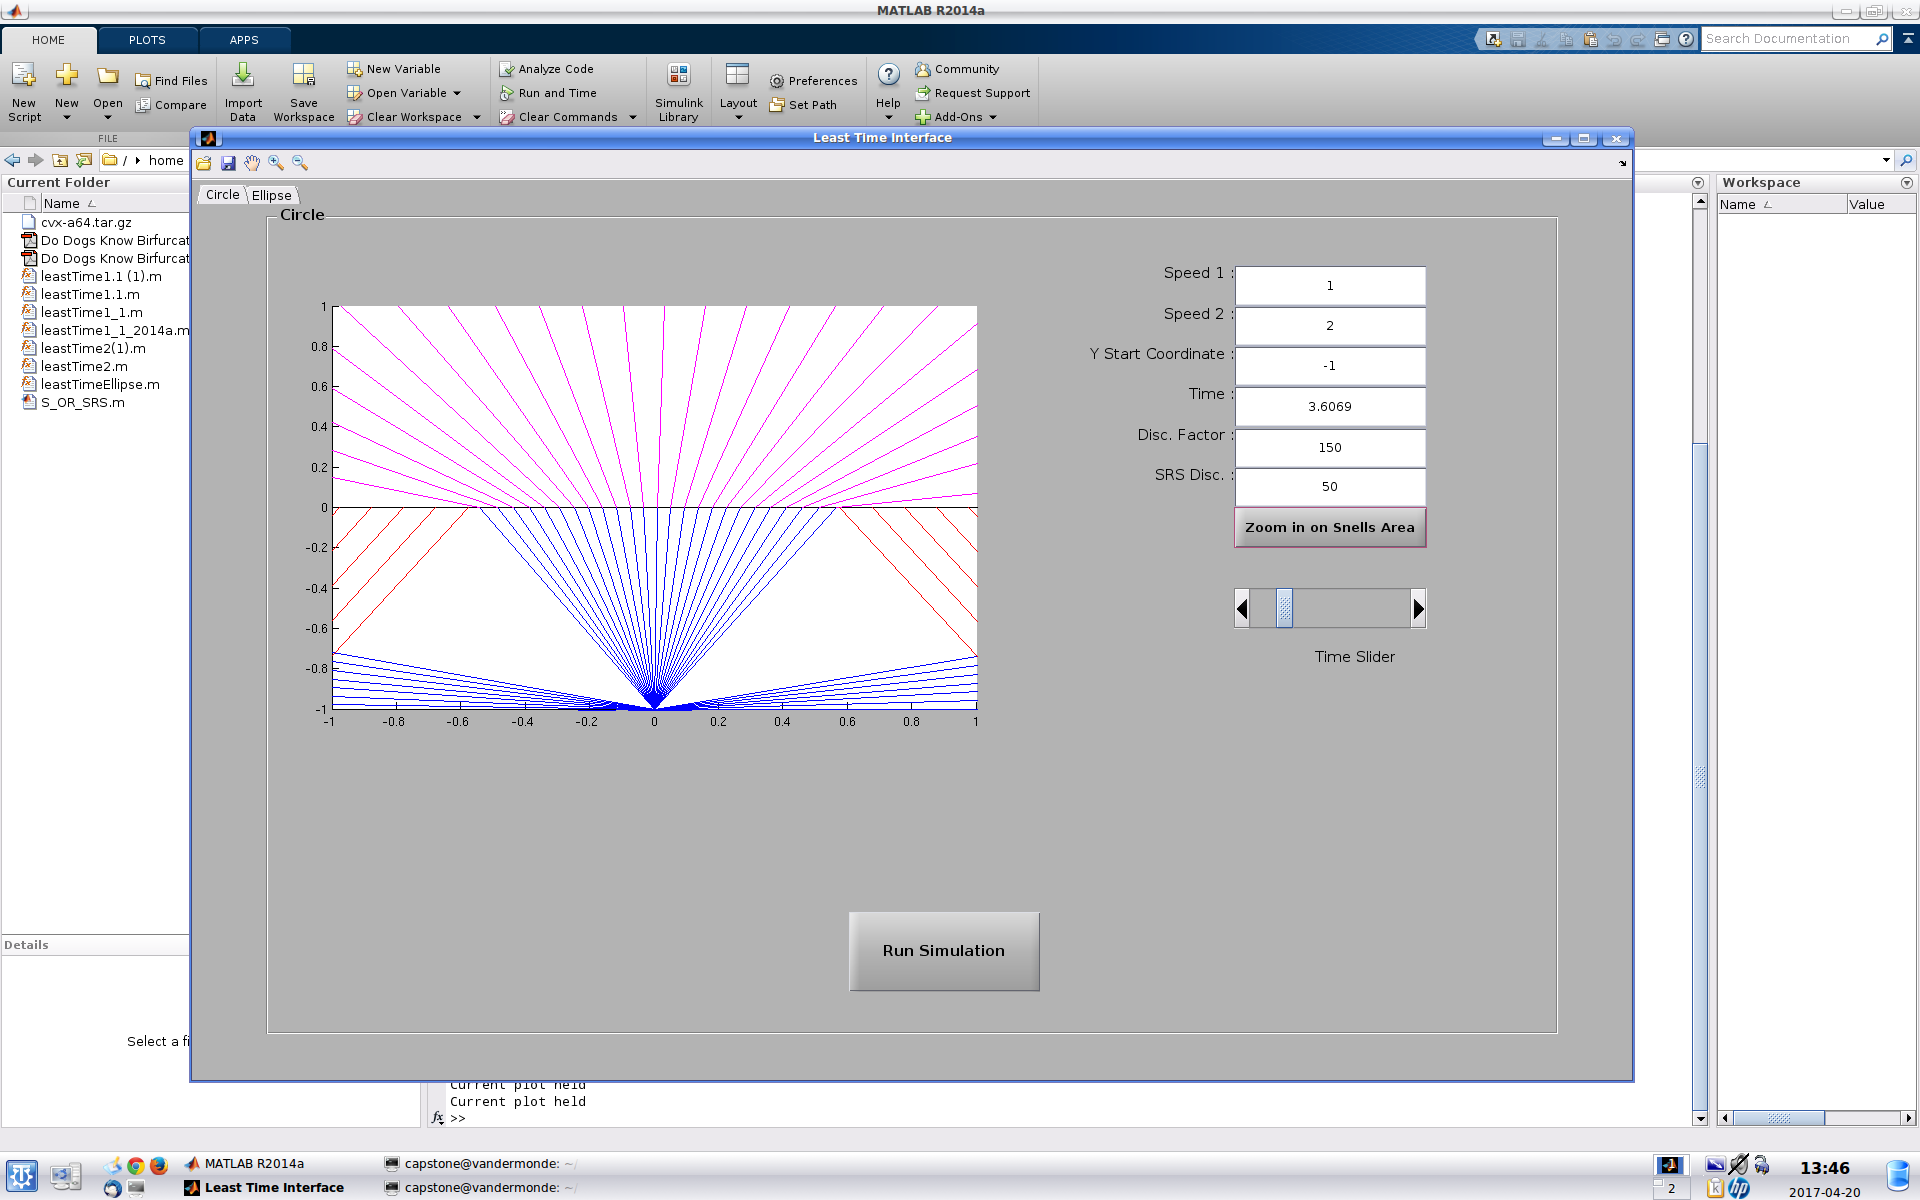 MATLAB R2014a
HOME PLOTS APPS
Search Documentation
New Script
New
Open
Find Files
Compare
Import Data
Save Workspace
New Variable
Open Variable
Clear Workspace
Analyze Code
Run and Time
Clear Commands
Simulink Library
Layout
Preferences
Set Path
Help
Community
Request Support
Add-Ons
FILE
Least Time Interface
/ home
Current Folder
Name
cvx-a64.tar.gz
Do Dogs Know Birfurcat
Do Dogs Know Birfurcat
leastTime1.1 (1).m
leastTime1.1.m
leastTime1_1.m
leastTime1_1_2014a.m
leastTime2(1).m
leastTime2.m
leastTimeEllipse.m
S_OR_SRS.m
Details
Select a fi
Circle Ellipse
Circle
1
0.8
0.6
0.4
0.2
0
-0.2
-0.4
-0.6
-0.8
-1
-1 -0.8 -0.6 -0.4 -0.2 0 0.2 0.4 0.6 0.8 1
Speed 1 : 1
Speed 2 : 2
Y Start Coordinate : -1
Time : 3.6069
Disc. Factor : 150
SRS Disc. : 50
Zoom in on Snells Area
Time Slider
Run Simulation
Workspace
Name Value
Current plot held
Current plot held
fx >>
MATLAB R2014a
Least Time Interface
capstone@vandermonde: ~/
capstone@vandermonde: ~/
2
hp
13:46
2017-04-20